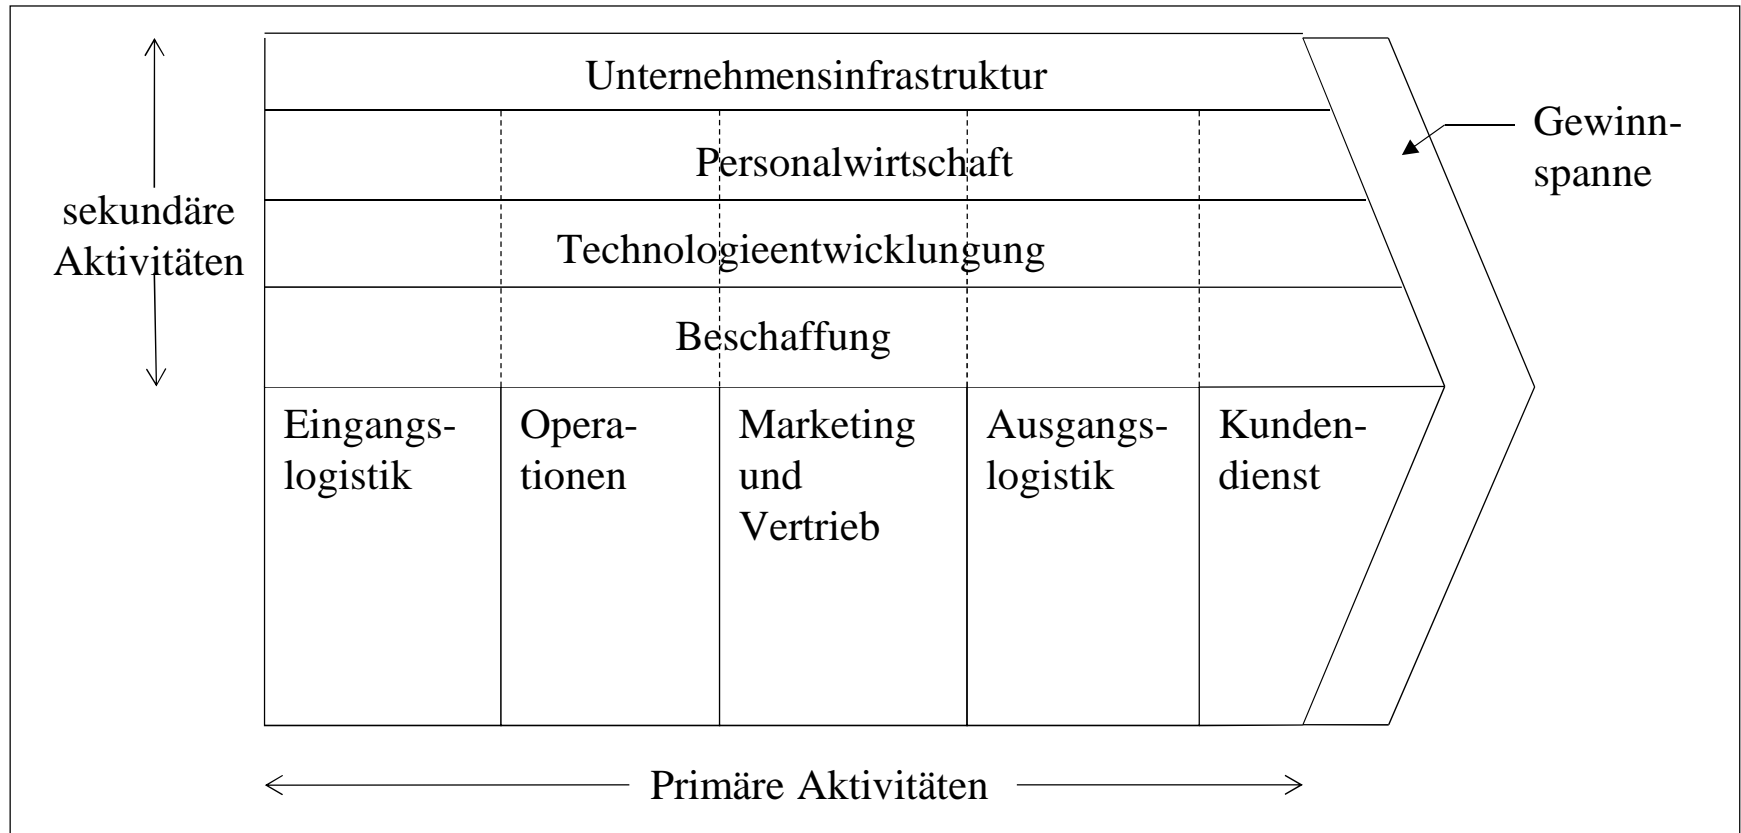 Unternehmensinfrastruktur
Personalwirtschaft
Technologieentwicklungung
Beschaffung
sekundäre
Aktivitäten
Gewinn-
spanne
Eingangs-
logistik
Opera-
tionen
Marketing
und
Vertrieb
Ausgangs-
logistik
Kunden-
dienst
Primäre Aktivitäten